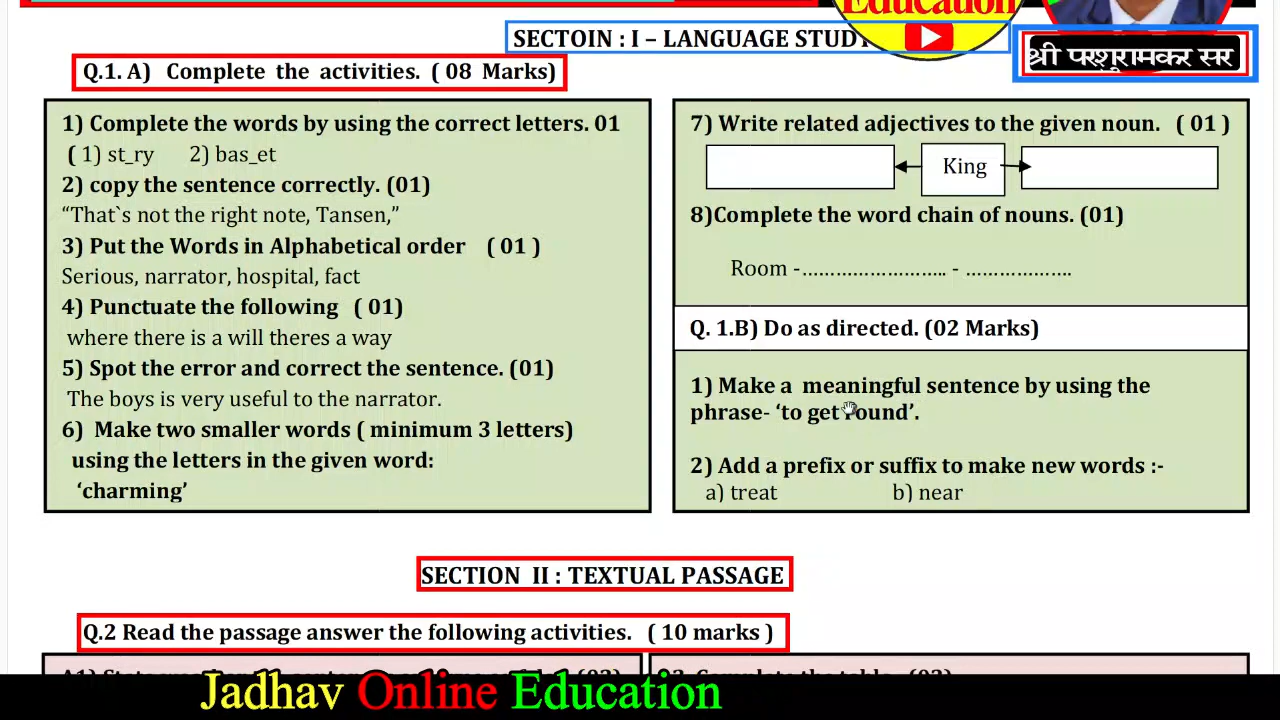 Education
SECTOIN : I – LANGUAGE STUDY
श्री परशूरामकर सर
Q.1. A) Complete the activities. ( 08 Marks)
1) Complete the words by using the correct letters. 01
( 1) st_ry 2) bas_et
2) copy the sentence correctly. (01)
“That`s not the right note, Tansen,”
3) Put the Words in Alphabetical order ( 01 )
Serious, narrator, hospital, fact
4) Punctuate the following ( 01)
where there is a will theres a way
5) Spot the error and correct the sentence. (01)
The boys is very useful to the narrator.
6) Make two smaller words ( minimum 3 letters)
using the letters in the given word:
‘charming’
7) Write related adjectives to the given noun. ( 01 )
King
8)Complete the word chain of nouns. (01)
Room -…………………….. - ……………….
Q. 1.B) Do as directed. (02 Marks)
1) Make a meaningful sentence by using the
phrase- ‘to get round’.
2) Add a prefix or suffix to make new words :-
a) treat b) near
SECTION II : TEXTUAL PASSAGE
Q.2 Read the passage answer the following activities. ( 10 marks )
Jadhav Online Education